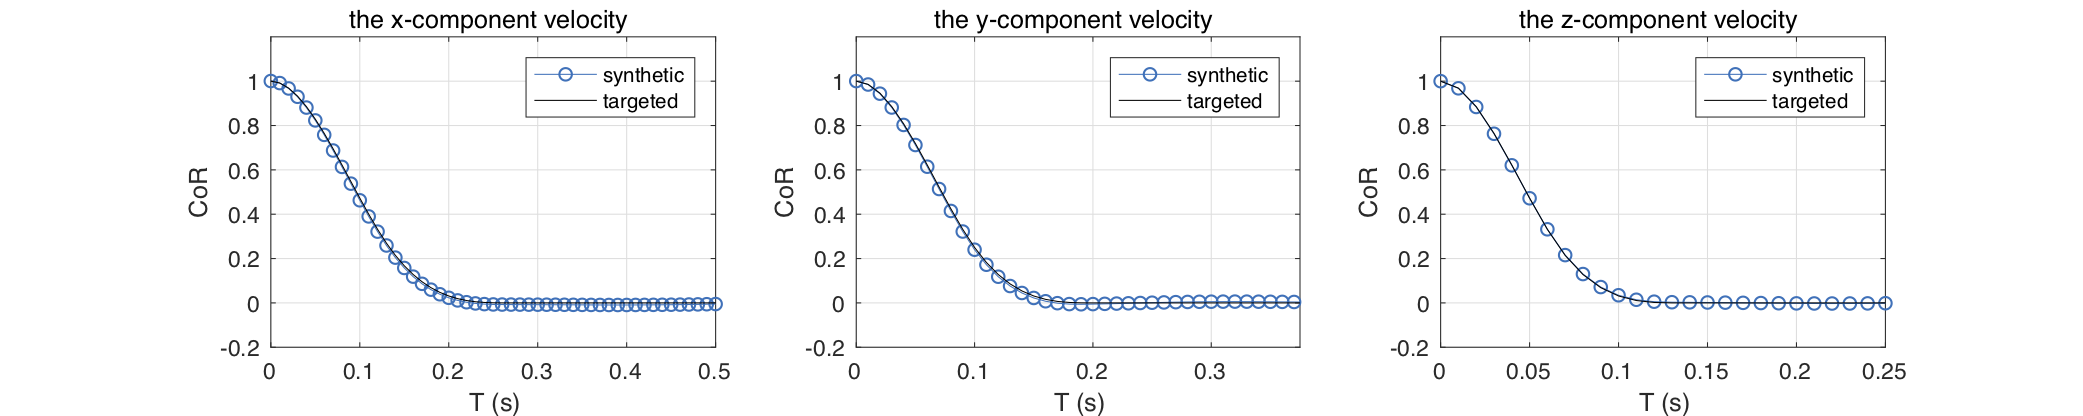 the x-component velocity
synthetic
targeted
CoR
1
0.8
0.6
0.4
0.2
0
-0.2
0
0.1
0.2
0.3
0.4
0.5
T (s)
the y-component velocity
synthetic
targeted
CoR
1
0.8
0.6
0.4
0.2
0
-0.2
0
0.1
0.2
0.3
T (s)
the z-component velocity
synthetic
targeted
CoR
1
0.8
0.6
0.4
0.2
0
-0.2
0
0.05
0.1
0.15
0.2
0.25
T (s)